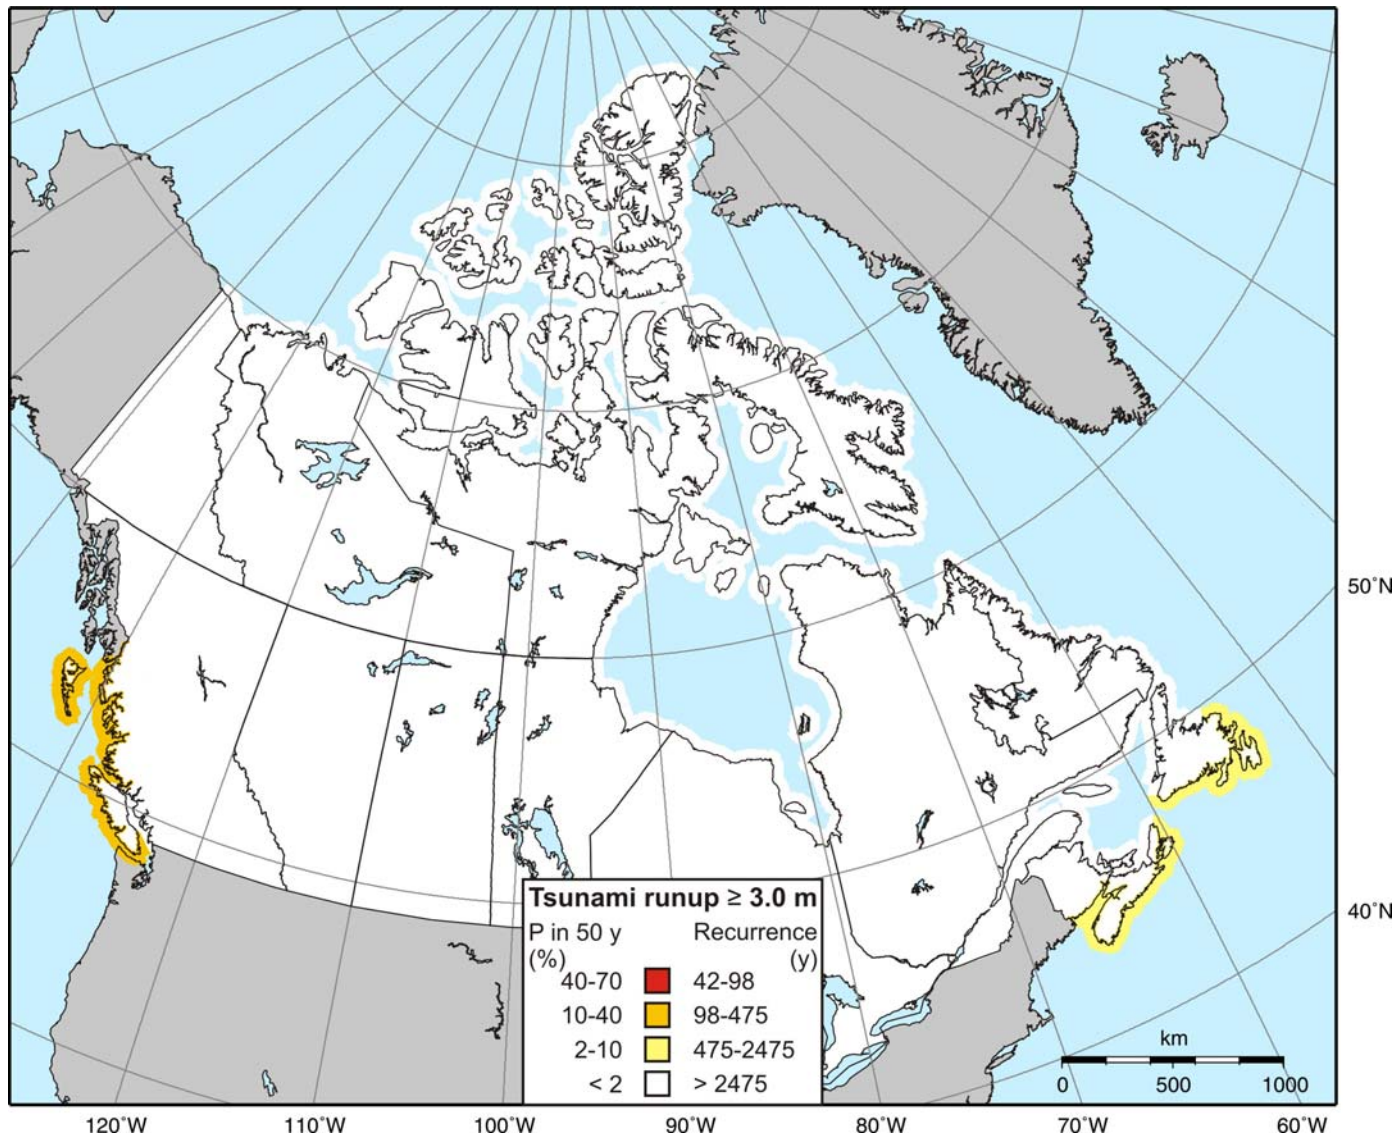 50°N
40°N
Tsunami runup ≥ 3.0 m
P in 50 y Recurrence
(%) (y)
40-70 42-98
10-40 98-475
2-10 475-2475
< 2 > 2475
km
0 500 1000
120°W 110°W 100°W 90°W 80°W 70°W 60°W